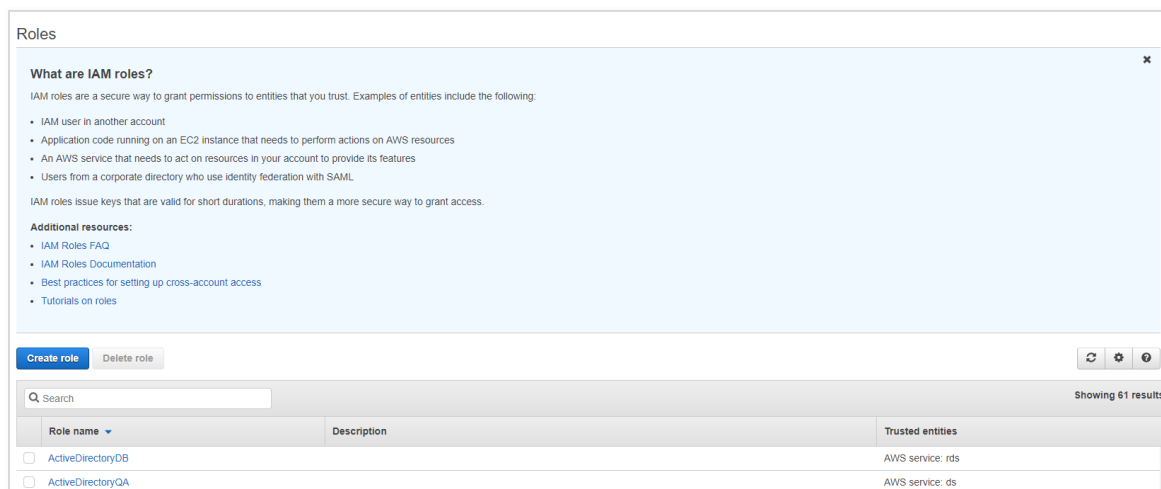 Roles
What are IAM roles?
IAM roles are a secure way to grant permissions to entities that you trust. Examples of entities include the following:
• IAM user in another account
• Application code running on an EC2 instance that needs to perform actions on AWS resources
• An AWS service that needs to act on resources in your account to provide its features
• Users from a corporate directory who use identity federation with SAML
IAM roles issue keys that are valid for short durations, making them a more secure way to grant access.
Additional resources:
• IAM Roles FAQ
• IAM Roles Documentation
• Best practices for setting up cross-account access
• Tutorials on roles
Create role Delete role
Search Showing 61 results
Role name Description Trusted entities
ActiveDirectoryDB AWS service: rds
ActiveDirectoryQA AWS service: ds